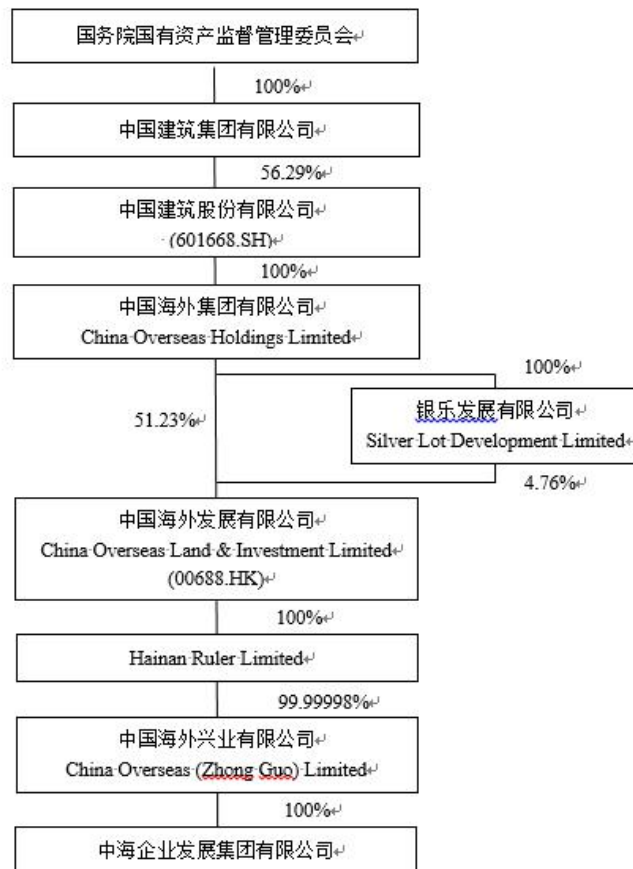 国务院国有资产监督管理委员会
100%
中国建筑集团有限公司
56.29%
中国建筑股份有限公司
(601668.SH)
100%
中国海外集团有限公司
China Overseas Holdings Limited
100%
51.23%
银乐发展有限公司
Silver Lot Development Limited
4.76%
中国海外发展有限公司
China Overseas Land & Investment Limited
(00688.HK)
100%
Hainan Ruler Limited
99.99998%
中国海外兴业有限公司
China Overseas (Zhong Guo) Limited
100%
中海企业发展集团有限公司